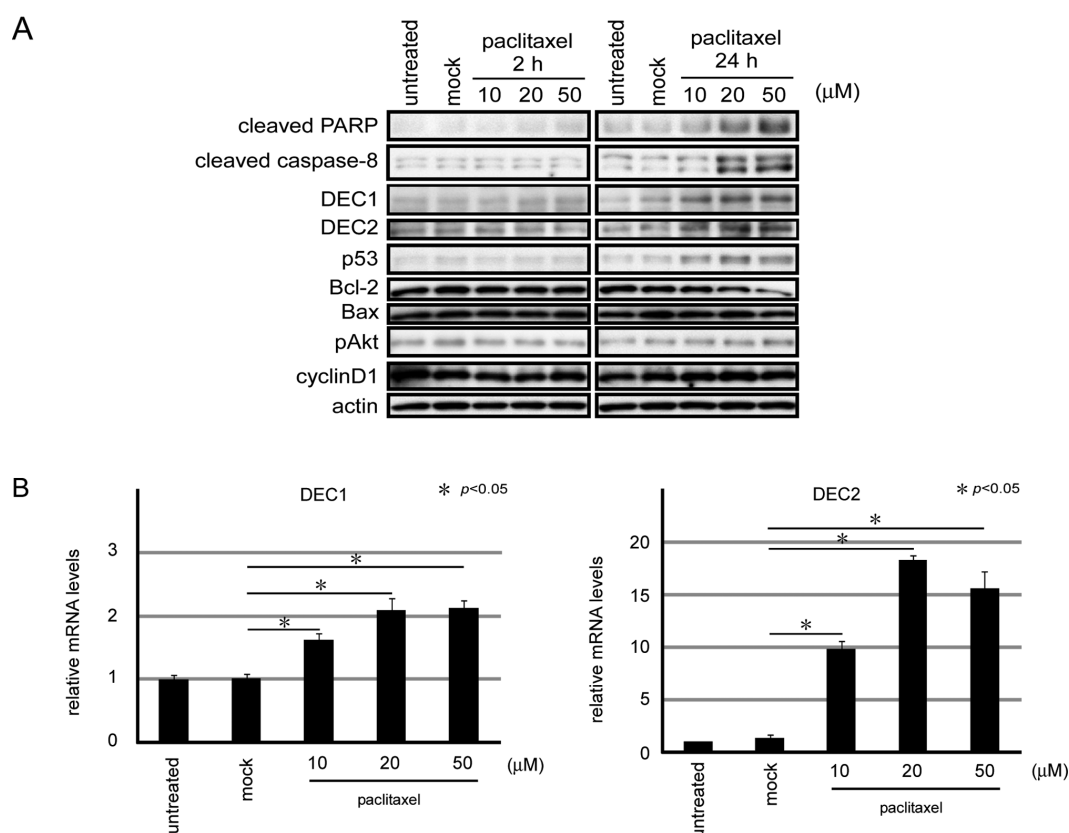 A
untreated mock paclitaxel 2 h 10 20 50 untreated mock paclitaxel 24 h 10 20 50 (μM)
cleaved PARP
cleaved caspase-8
DEC1
DEC2
p53
Bcl-2
Bax
pAkt
cyclinD1
actin
B
DEC1
* p<0.05
relative mRNA levels
3
2
1
0
* * *
untreated mock 10 20 50 (μM)
paclitaxel
DEC2
* p<0.05
relative mRNA levels
20
15
10
5
0
* * *
untreated mock 10 20 50 (μM)
paclitaxel